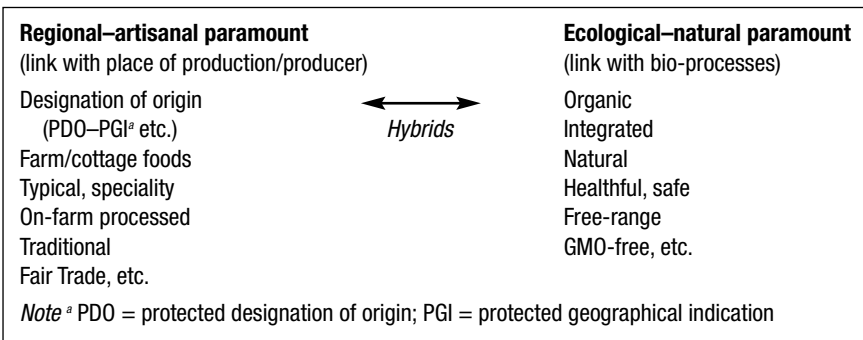 Regional–artisanal paramount
(link with place of production/producer)
Designation of origin
(PDO–PGIᵃ etc.)
Farm/cottage foods
Typical, speciality
On-farm processed
Traditional
Fair Trade, etc.
Hybrids
Ecological–natural paramount
(link with bio-processes)
Organic
Integrated
Natural
Healthful, safe
Free-range
GMO-free, etc.
Note ᵃ PDO = protected designation of origin; PGI = protected geographical indication